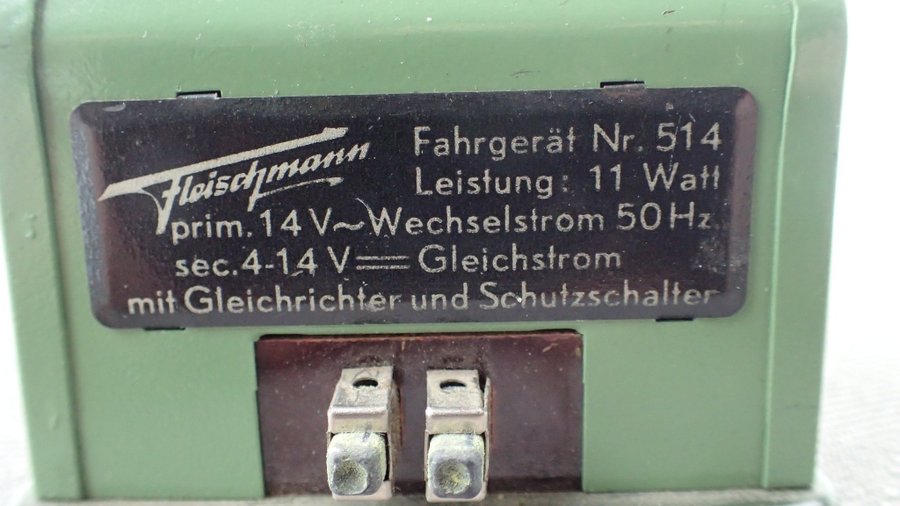 Fleischmann
Fahrgerät Nr. 514
Leistung: 11 Watt
prim. 14 V~Wechselstrom 50 Hz.
sec. 4-14 V ⎓ Gleichstrom
mit Gleichrichter und Schutzschalter